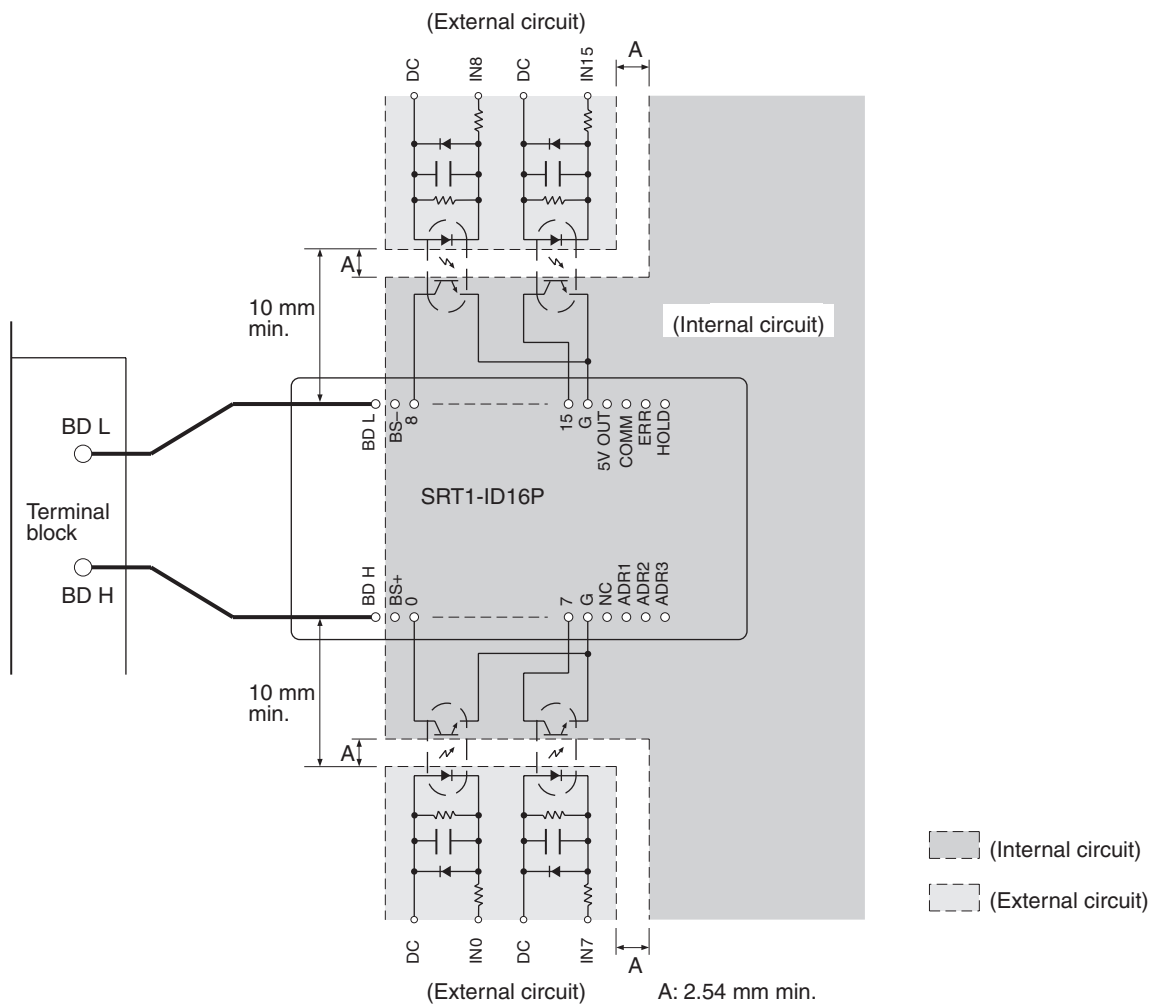 (External circuit)
DC
IN8
DC
IN15
A
A
10 mm
min.
(Internal circuit)
BD L
BS–
8
15
G
5V OUT
COMM
ERR
HOLD
BD L
Terminal
block
BD H
SRT1-ID16P
BD H
BS+
0
7
G
NC
ADR1
ADR2
ADR3
10 mm
min.
A
(Internal circuit)
(External circuit)
DC
IN0
DC
IN7
A
(External circuit)
A: 2.54 mm min.